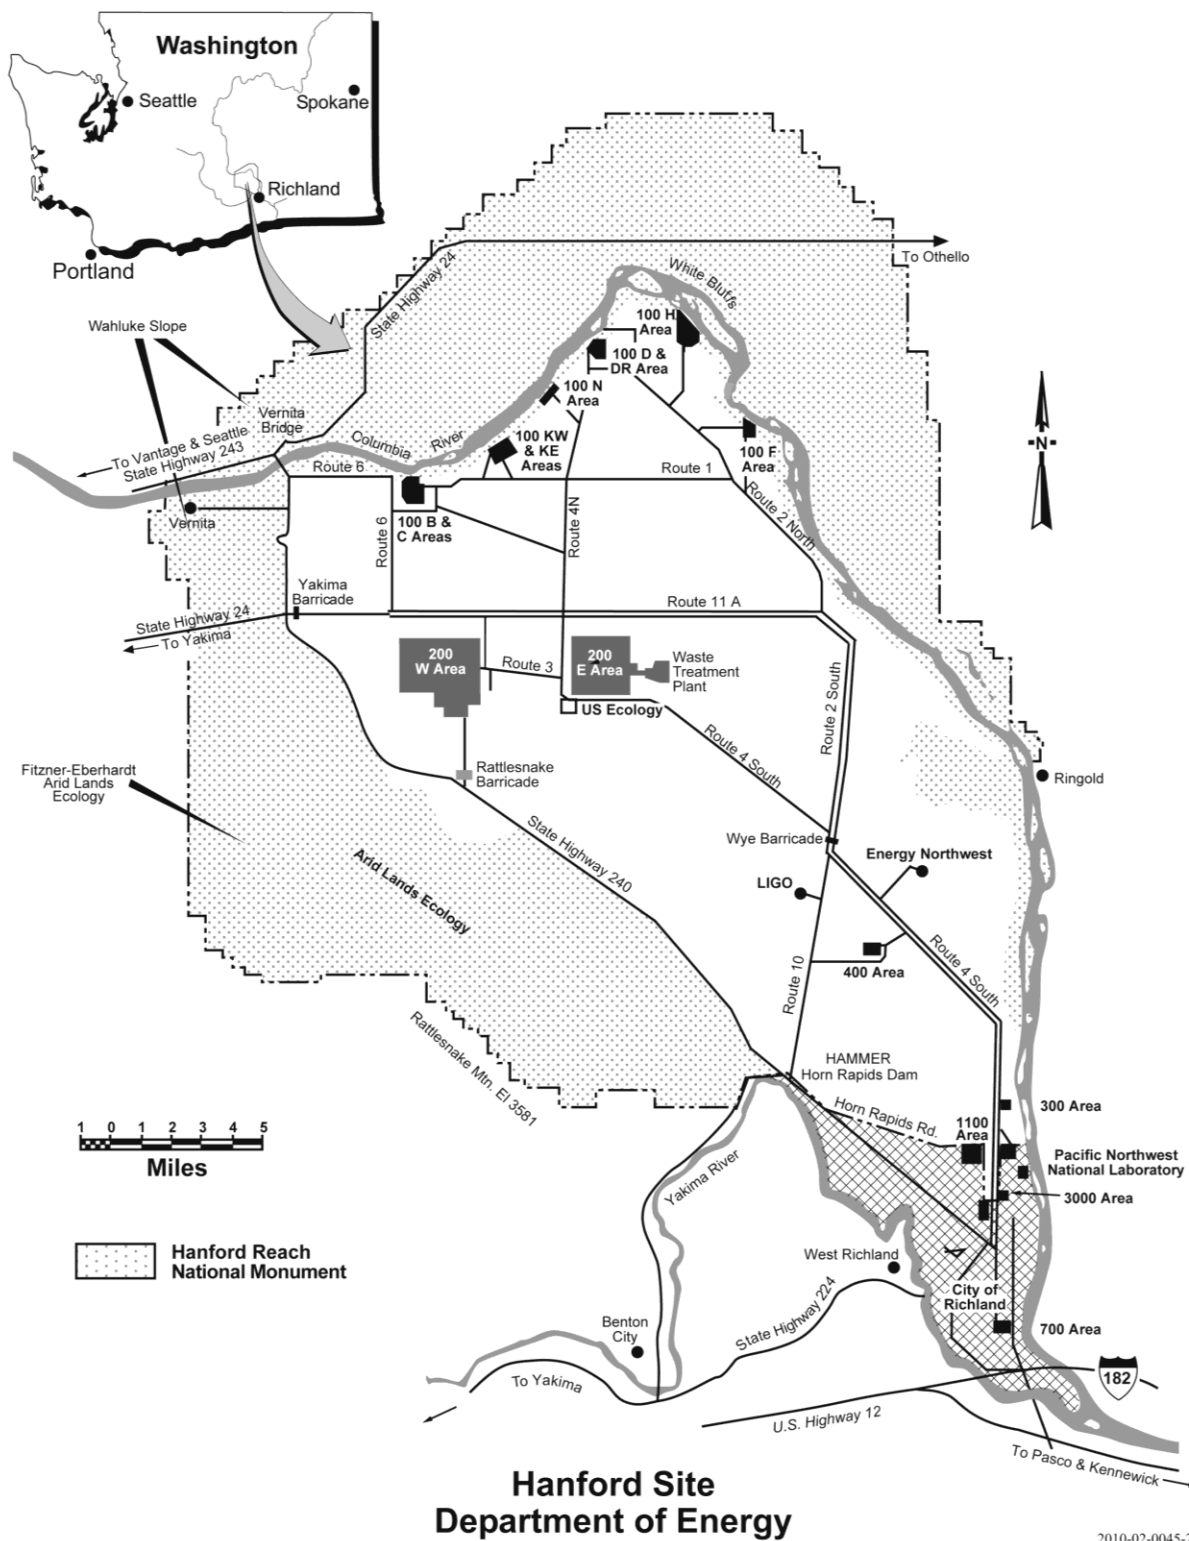 Washington
Seattle
Spokane
Richland
Portland
To Othello
State Highway 24
White Bluffs
Wahluke Slope
100 H
Area
100 D &
DR Area
100 N
Area
Vernita
Bridge
Columbia
River
100 KW
& KE
Areas
100 F
Area
To Vantage & Seattle
State Highway 243
Route 6
Route 1
N
Vernita
100 B &
C Areas
Route 6
Route 4N
Route 2 North
Yakima
Barricade
Route 11 A
State Highway 24
To Yakima
200
W Area
Route 3
200
E Area
Waste
Treatment
Plant
US Ecology
Route 2 South
Route 4 South
Rattlesnake
Barricade
Ringold
Fitzner-Eberhardt
Arid Lands
Ecology
State Highway 240
Wye Barricade
Energy Northwest
LIGO
Arid Lands Ecology
Route 4 South
400 Area
Route 10
Rattlesnake Mtn. El 3581
HAMMER
Horn Rapids Dam
Horn Rapids Rd.
300 Area
1100
Area
1 0 1 2 3 4 5
Miles
Pacific Northwest
National Laboratory
3000 Area
Yakima River
Hanford Reach
National Monument
West Richland
City of
Richland
State Highway 224
Benton
City
700 Area
To Yakima
182
U.S. Highway 12
To Pasco & Kennewick
Hanford Site
Department of Energy